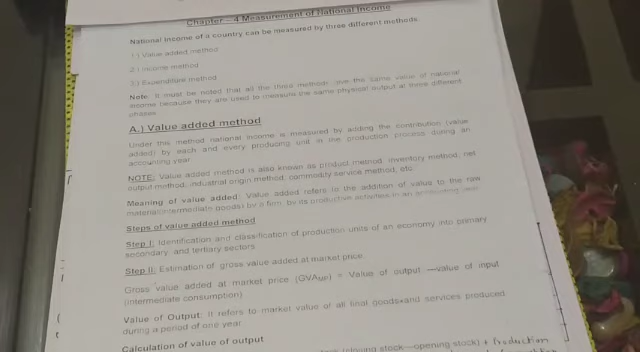 Chapter – 4 Measurement of National Income
National income of a country can be measured by three different methods.
1.) Value added method
2.) Income method
3.) Expenditure method
Note: It must be noted that all the three methods give the same value of national
income because they are used to measure the same physical output at three different
phases.
A.) Value added method
Under this method national income is measured by adding the contribution (value
added) by each and every producing unit in the production process during an
accounting year
NOTE: Value added method is also known as product method, inventory method, net
output method, industrial origin method, commodity service method, etc.
Meaning of value added: Value added refers to the addition of value to the raw
material(intermediate goods) by a firm, by its productive activities in an accounting year
Steps of value added method
Step I: Identification and classification of production units of an economy into primary
secondary, and tertiary sectors
Step II: Estimation of gross value added at market price.
Gross value added at market price (GVAMP) = Value of output —value of input
(intermediate consumption)
Value of Output: It refers to market value of all final goods and services produced
during a period of one year
Calculation of value of output
(closing stock—opening stock) + Production